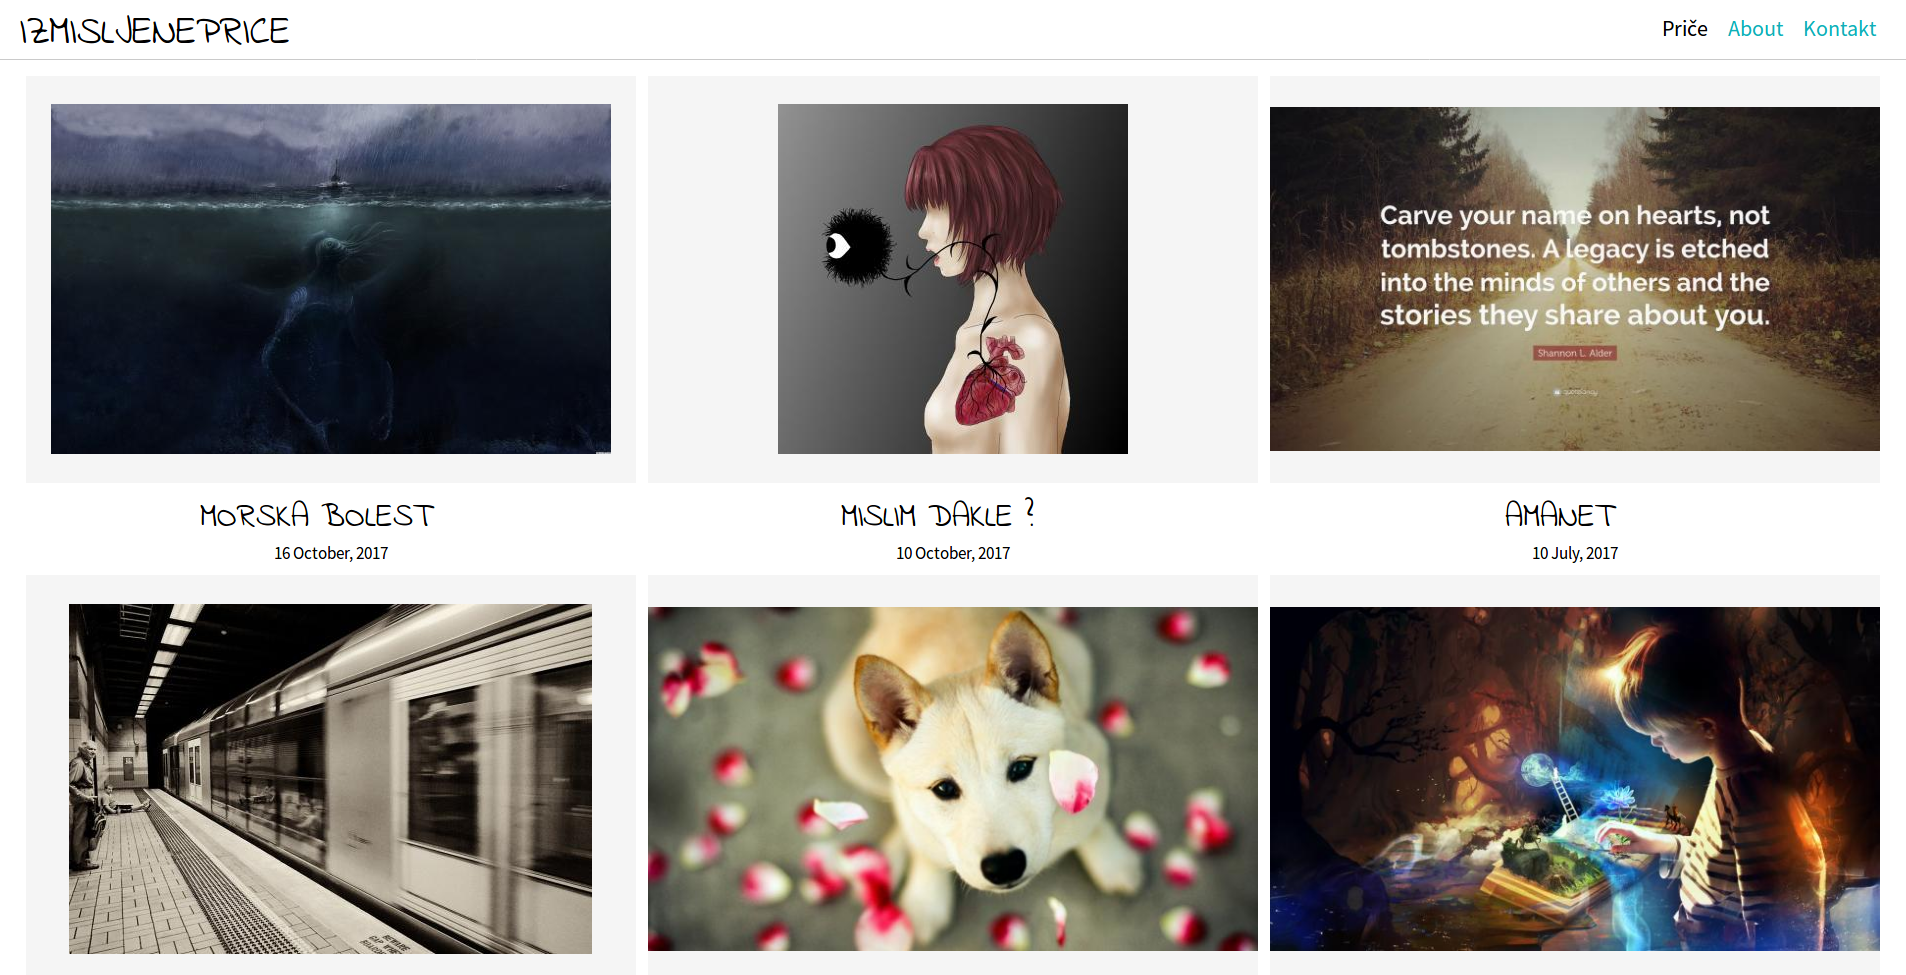 IZMISLJENEPRICE
Priče About Kontakt
Carve your name on hearts, not
tombstones. A legacy is etched
into the minds of others and the
stories they share about you.
Shannon L. Alder
MORSKA BOLEST
MISLIM DAKLE ?
AMANET
16 October, 2017
10 October, 2017
10 July, 2017
BEWARE